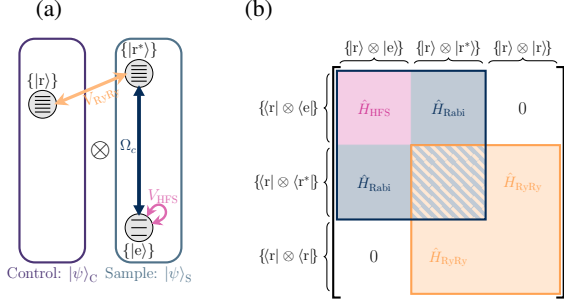 (a)
{|r*⟩}
{|r⟩}
V_RyRy
⊗
Ω_c
V_HFS
{|e⟩}
Control: |ψ⟩_C
Sample: |ψ⟩_S
(b)
{|r⟩ ⊗ |e⟩} {|r⟩ ⊗ |r*⟩} {|r⟩ ⊗ |r⟩}
{⟨r| ⊗ ⟨e|} Ĥ_HFS Ĥ_Rabi 0
{⟨r| ⊗ ⟨r*|} Ĥ_Rabi Ĥ_RyRy
{⟨r| ⊗ ⟨r|} 0 Ĥ_RyRy